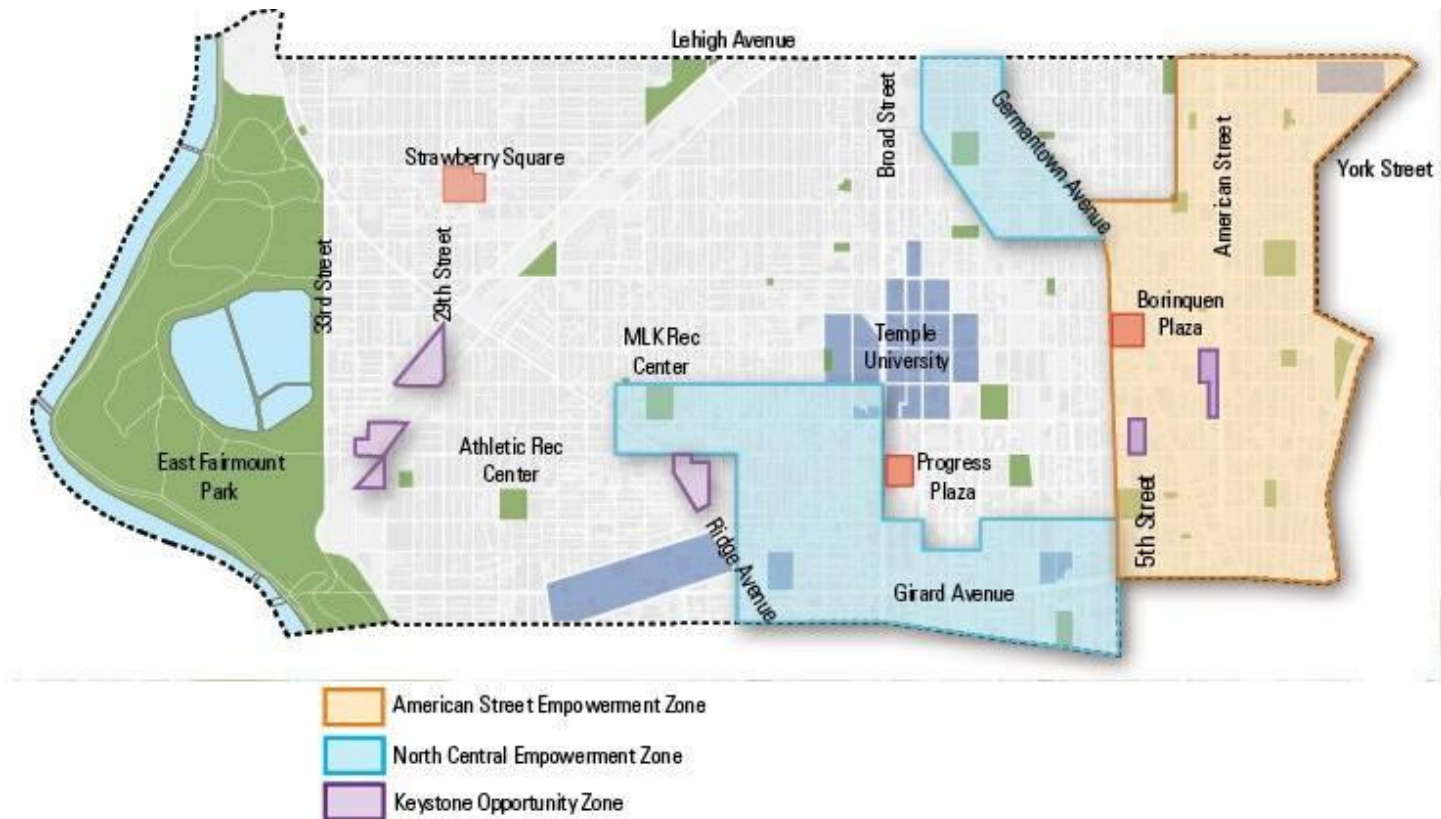 Lehigh Avenue
Broad Street
Germantown Avenue
American Street
York Street
Strawberry Square
33rd Street
29th Street
Borinquen
Plaza
MLK Rec
Center
Temple
University
East Fairmount
Park
Athletic Rec
Center
Progress
Plaza
5th Street
Ridge Avenue
Girard Avenue
American Street Empowerment Zone
North Central Empowerment Zone
Keystone Opportunity Zone